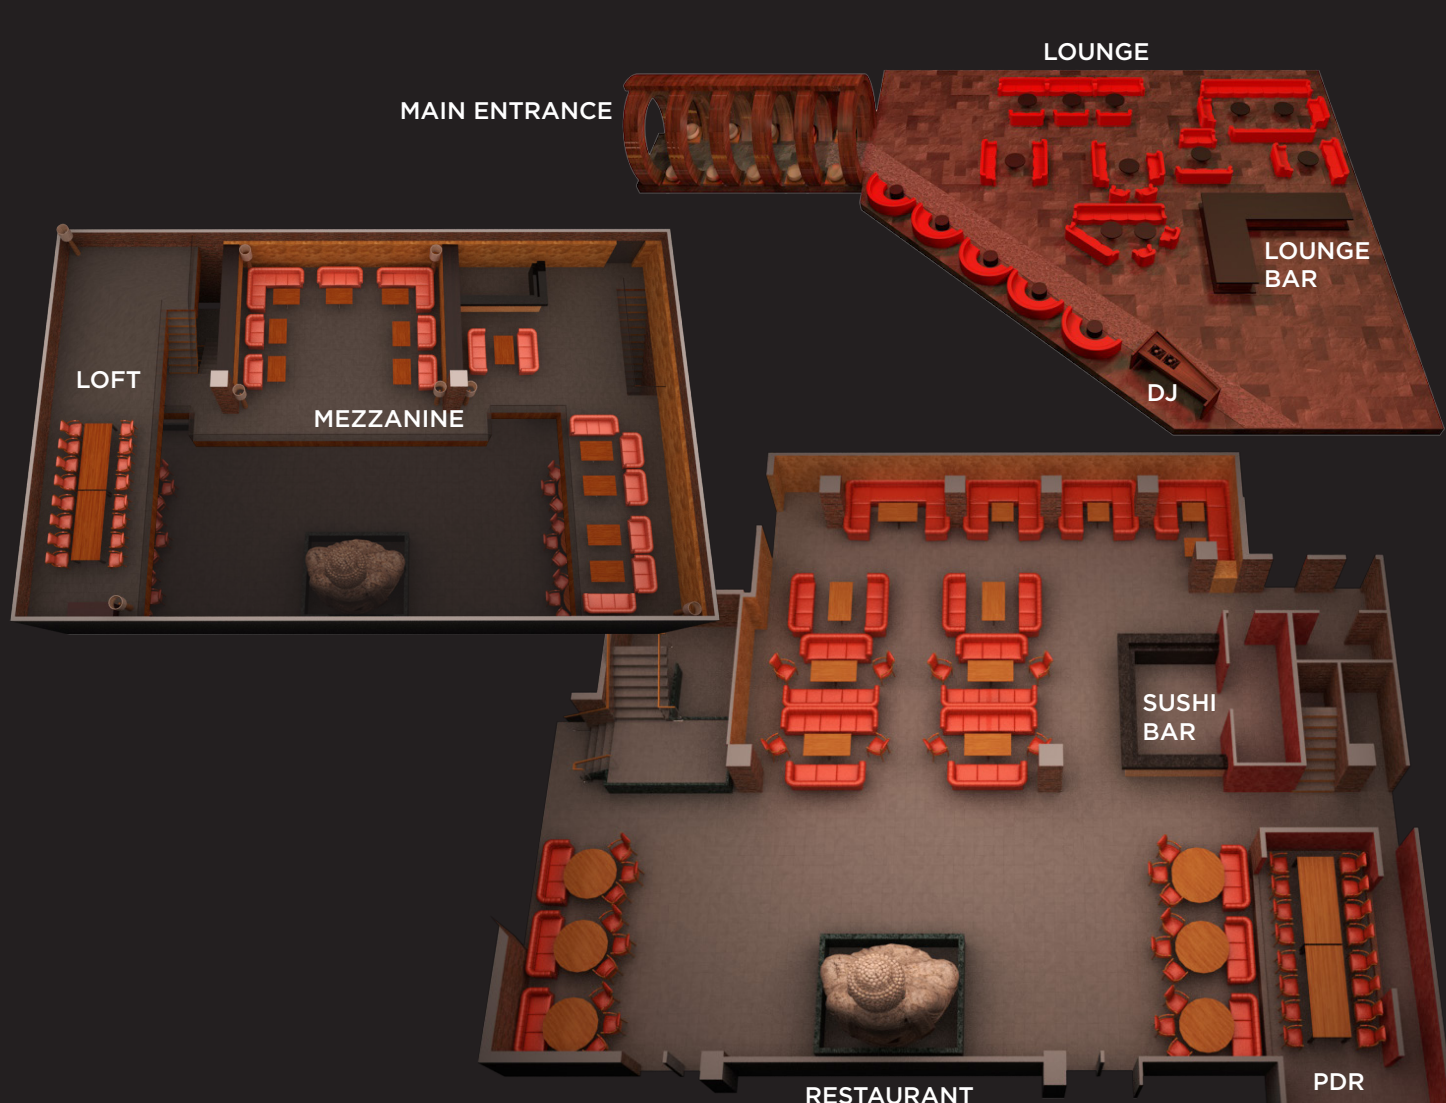 LOUNGE
MAIN ENTRANCE
LOUNGE
BAR
LOFT
DJ
MEZZANINE
SUSHI
BAR
PDR
RESTAURANT